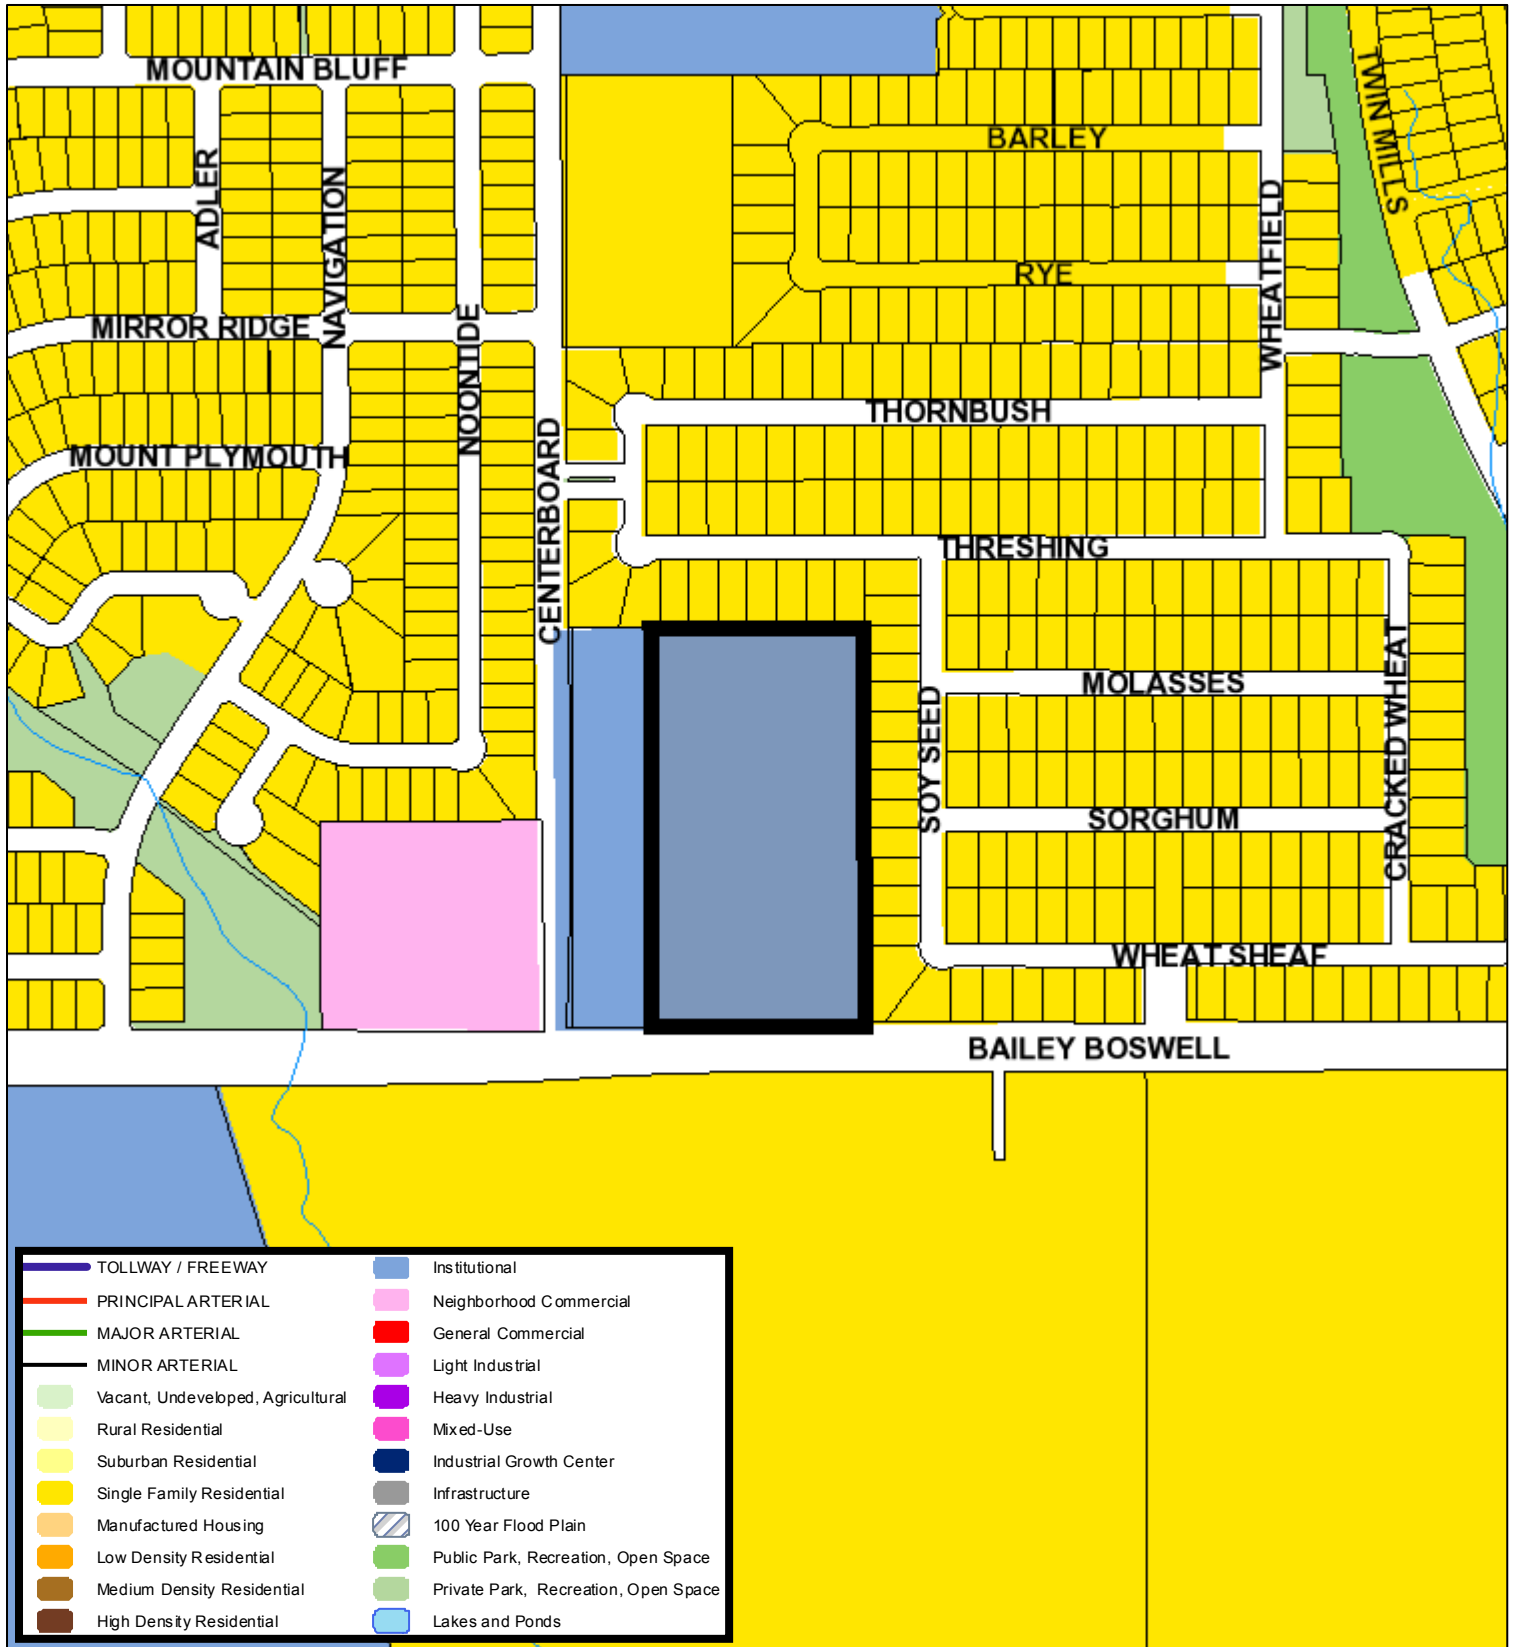 MOUNTAIN BLUFF
TWIN MILLS
BARLEY
ADLER
NAVIGATION
WHEATFIELD
RYE
MIRROR RIDGE
NOONTIDE
THORNBUSH
MOUNT PLYMOUTH
CENTERBOARD
THRESHING
MOLASSES
CRACKED WHEAT
SOY SEED
SORGHUM
WHEAT SHEAF
BAILEY BOSWELL
TOLLWAY / FREEWAY
PRINCIPAL ARTERIAL
MAJOR ARTERIAL
MINOR ARTERIAL
Vacant, Undeveloped, Agricultural
Rural Residential
Suburban Residential
Single Family Residential
Manufactured Housing
Low Density Residential
Medium Density Residential
High Density Residential
Institutional
Neighborhood Commercial
General Commercial
Light Industrial
Heavy Industrial
Mixed-Use
Industrial Growth Center
Infrastructure
100 Year Flood Plain
Public Park, Recreation, Open Space
Private Park, Recreation, Open Space
Lakes and Ponds